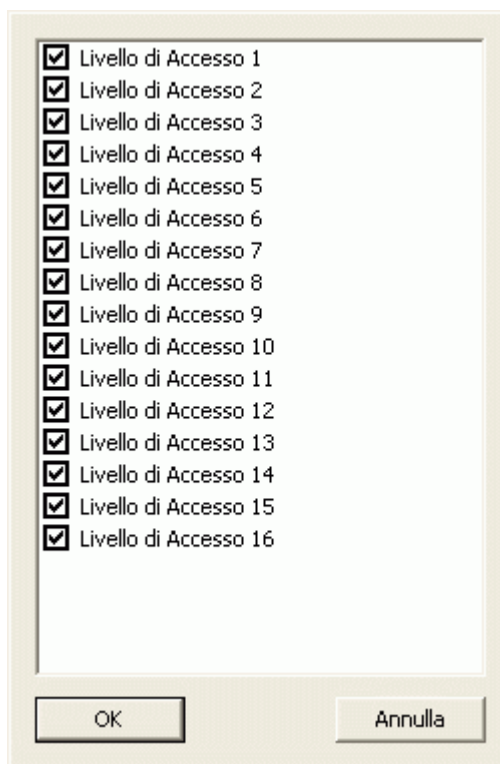 Livello di Accesso 1
Livello di Accesso 2
Livello di Accesso 3
Livello di Accesso 4
Livello di Accesso 5
Livello di Accesso 6
Livello di Accesso 7
Livello di Accesso 8
Livello di Accesso 9
Livello di Accesso 10
Livello di Accesso 11
Livello di Accesso 12
Livello di Accesso 13
Livello di Accesso 14
Livello di Accesso 15
Livello di Accesso 16
OK Annulla